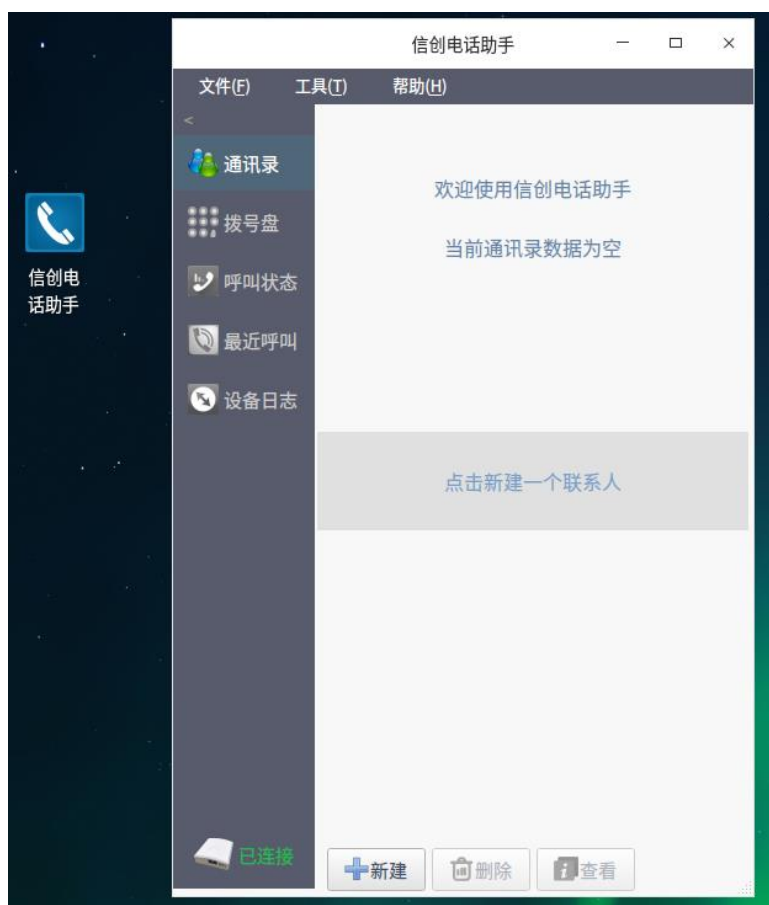 信创电话助手
文件(F) 工具(T) 帮助(H)
<
通讯录
拨号盘
呼叫状态
最近呼叫
设备日志
已连接
欢迎使用信创电话助手
当前通讯录数据为空
点击新建一个联系人
新建 删除 查看
信创电
话助手